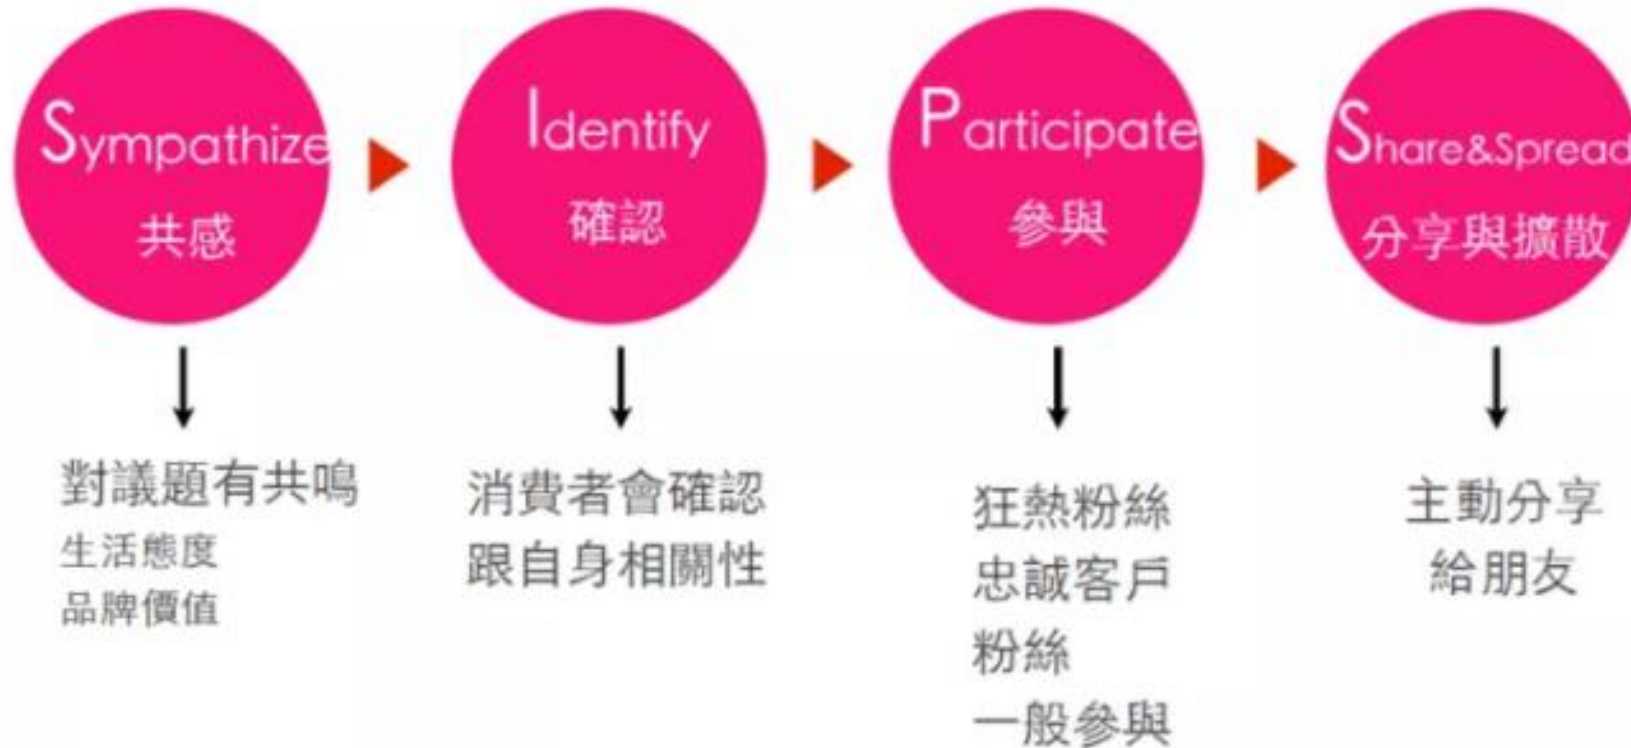 Sympathize
共感
Identify
確認
Participate
參與
Share&Spread
分享與擴散
對議題有共鳴
生活態度
品牌價值
消費者會確認
跟自身相關性
狂熱粉絲
忠誠客戶
粉絲
一般參與
主動分享
給朋友